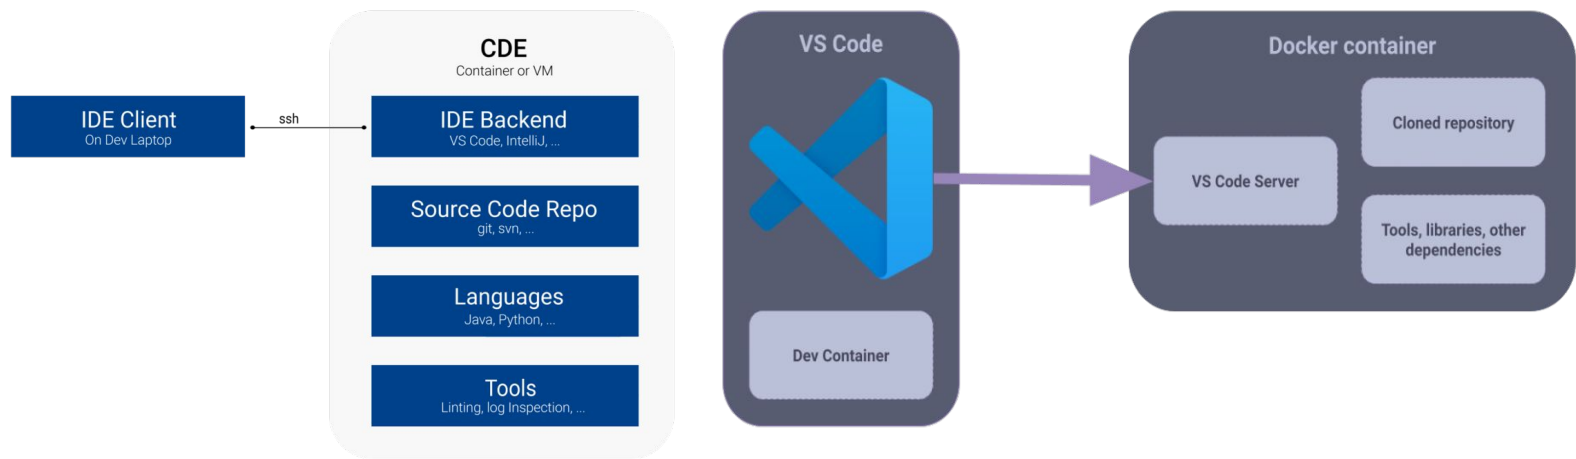 CDE
Container or VM
IDE Client
On Dev Laptop
ssh
IDE Backend
VS Code, IntelliJ, ...
Source Code Repo
git, svn, ...
Languages
Java, Python, ...
Tools
Linting, log Inspection, ...
VS Code
Dev Container
Docker container
VS Code Server
Cloned repository
Tools, libraries, other
dependencies